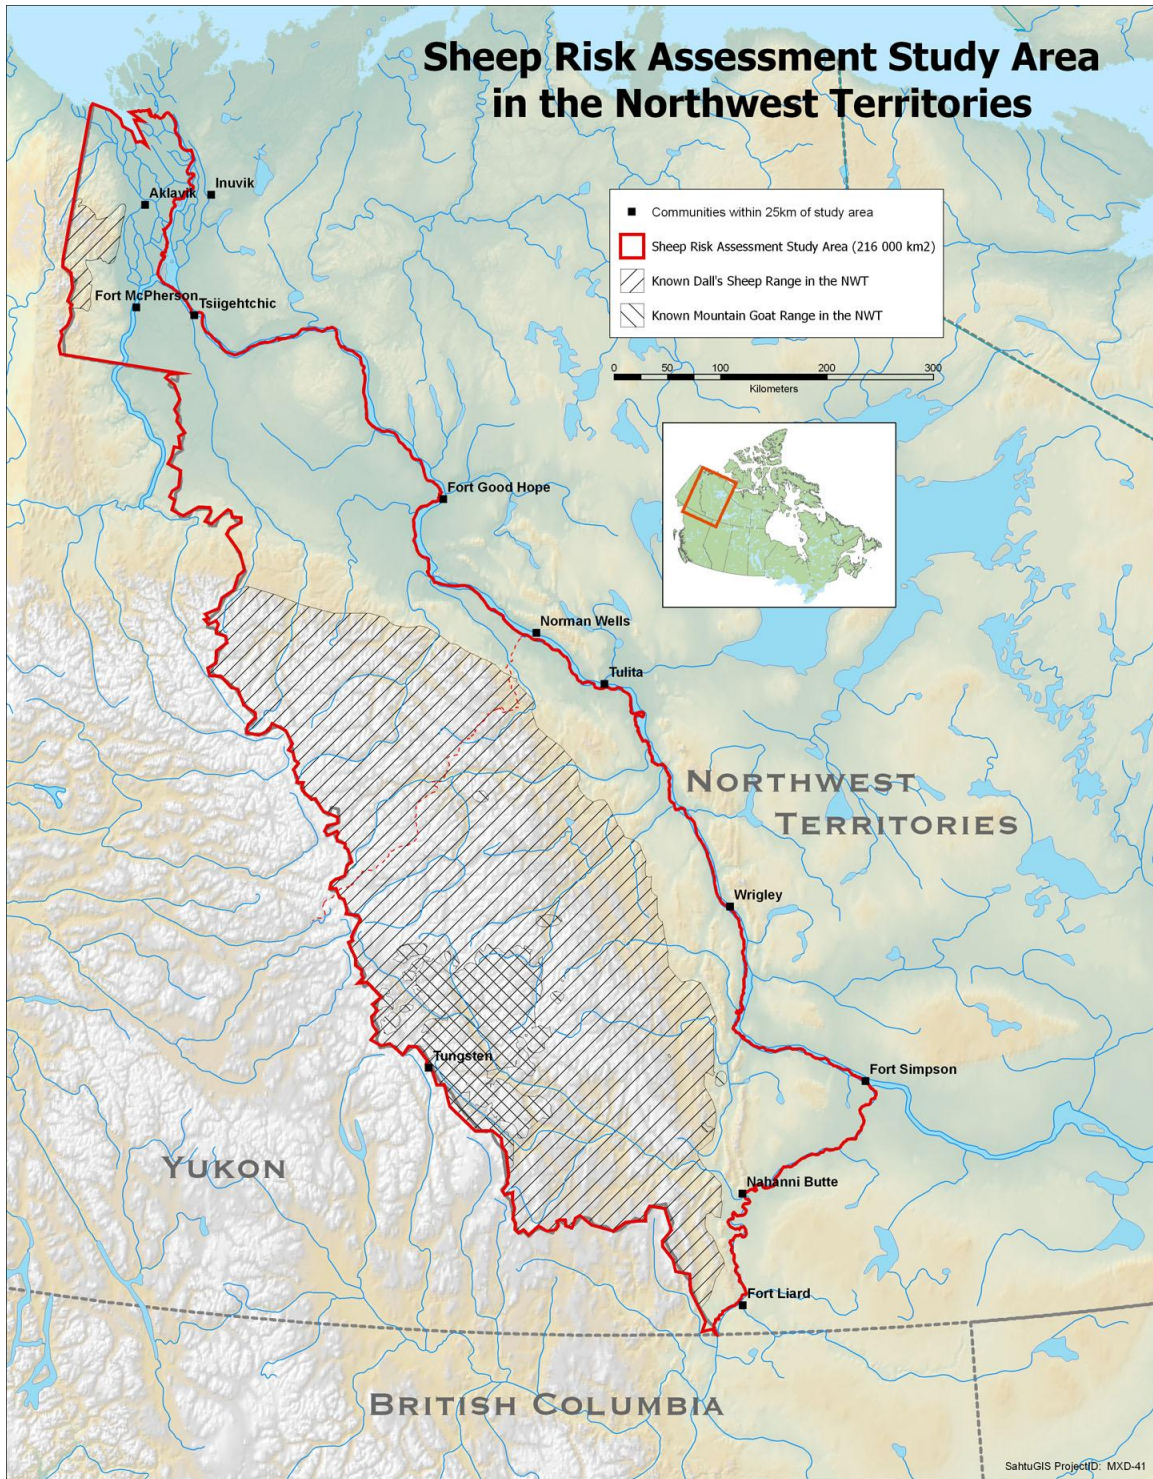 Sheep Risk Assessment Study Area
in the Northwest Territories
Inuvik
Aklavik
Communities within 25km of study area
Sheep Risk Assessment Study Area (216 000 km2)
Known Dall's Sheep Range in the NWT
Known Mountain Goat Range in the NWT
Fort McPherson
Tsiigehtchic
0 50 100 200 300
Kilometers
Fort Good Hope
Norman Wells
Tulita
NORTHWEST
TERRITORIES
Wrigley
Tungsten
Fort Simpson
YUKON
Nahanni Butte
Fort Liard
BRITISH COLUMBIA
SahtuGIS ProjectID: MXD-41